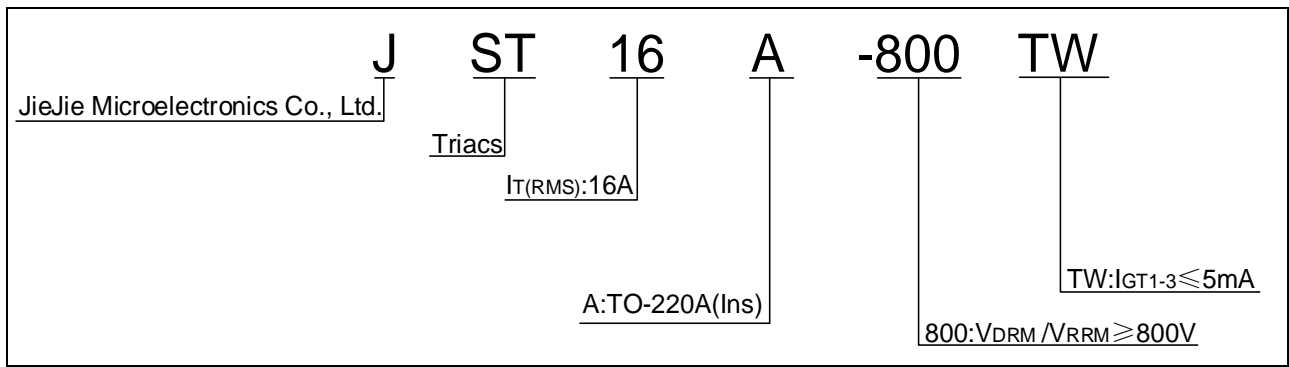 J ST 16 A -800 TW
JieJie Microelectronics Co., Ltd.
Triacs
IT(RMS):16A
TW:IGT1-3≤5mA
A:TO-220A(Ins)
800:VDRM /VRRM≥800V